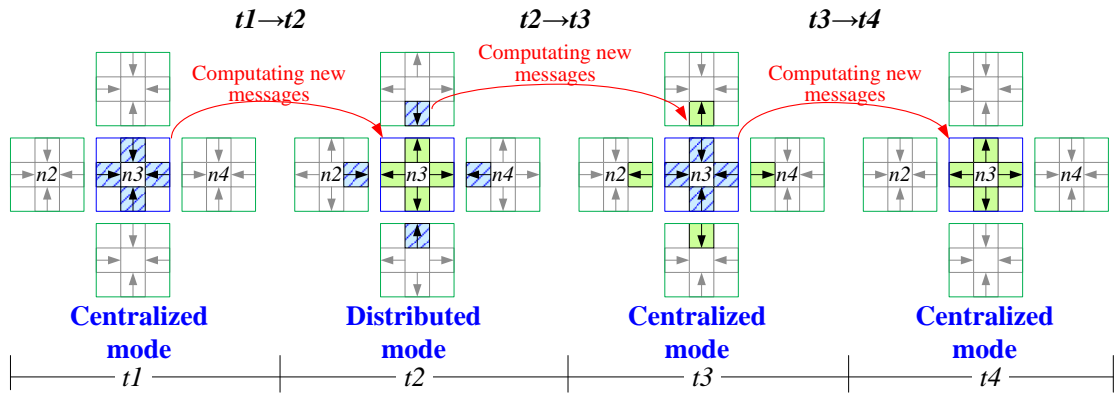 t1→t2
t2→t3
t3→t4
Computating new
messages
Computating new
messages
Computating new
messages
n2
n3
n4
n2
n3
n4
n2
n3
n4
n2
n3
n4
Centralized
mode
Distributed
mode
Centralized
mode
Centralized
mode
t1
t2
t3
t4